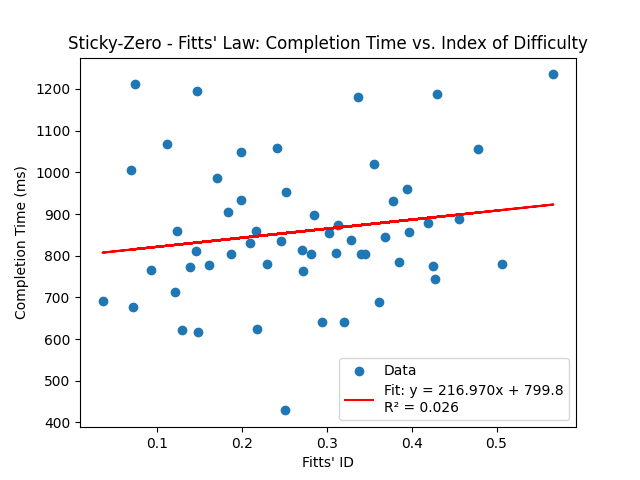 Sticky-Zero - Fitts' Law: Completion Time vs. Index of Difficulty
Completion Time (ms)
1200
1100
1000
900
800
700
600
500
400
0.1
0.2
0.3
0.4
0.5
Fitts' ID
Data
Fit: y = 216.970x + 799.8
R² = 0.026